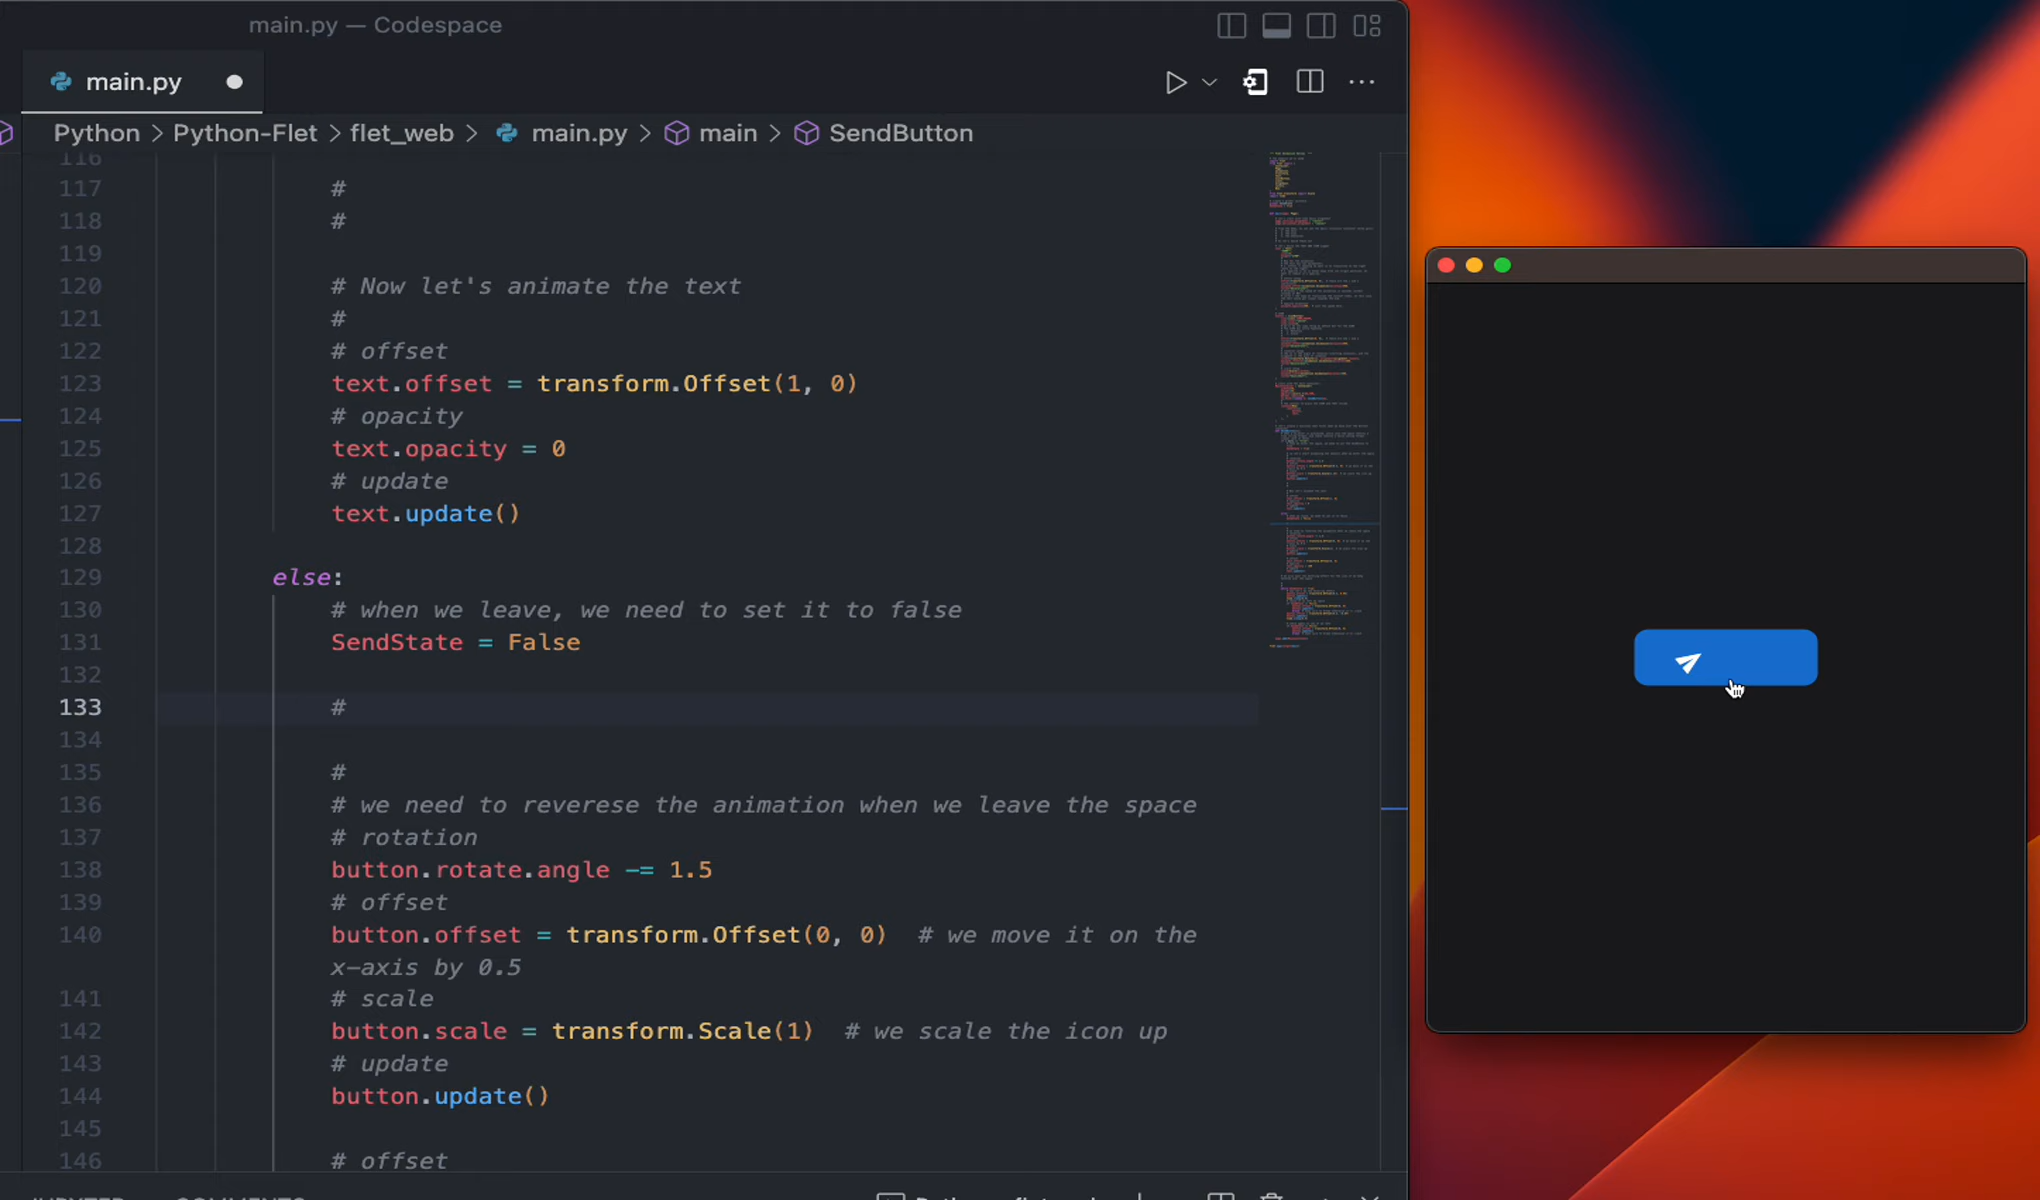 main.py — Codespace
main.py
Python > Python-Flet > flet_web > main.py > main > SendButton
116
117 #
118 #
119
120 # Now let's animate the text
121 #
122 # offset
123 text.offset = transform.Offset(1, 0)
124 # opacity
125 text.opacity = 0
126 # update
127 text.update()
128
129 else:
130 # when we leave, we need to set it to false
131 SendState = False
132
133 #
134
135 #
136 # we need to reverese the animation when we leave the space
137 # rotation
138 button.rotate.angle -= 1.5
139 # offset
140 button.offset = transform.Offset(0, 0)  # we move it on the
x-axis by 0.5
141 # scale
142 button.scale = transform.Scale(1)  # we scale the icon up
143 # update
144 button.update()
145
146 # offset